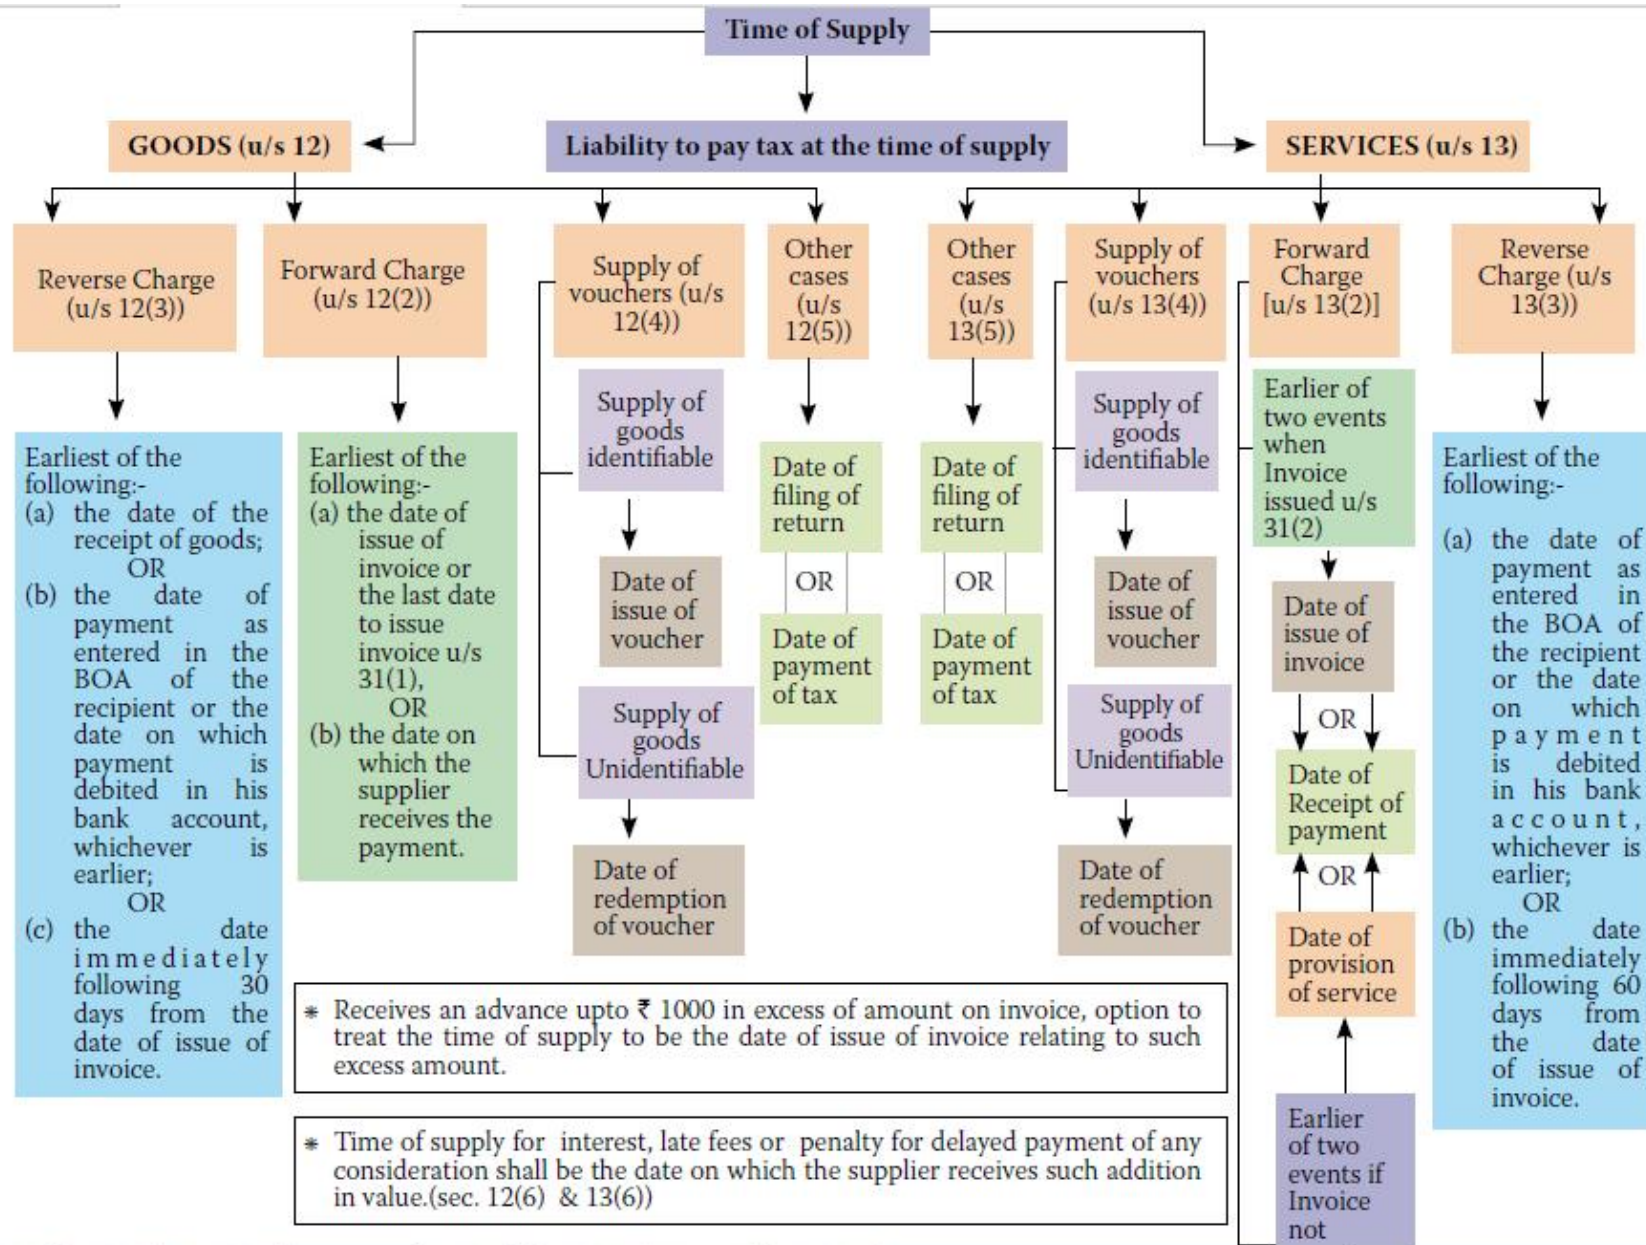 Time of Supply
GOODS (u/s 12)
Liability to pay tax at the time of supply
SERVICES (u/s 13)
Reverse Charge
(u/s 12(3))
Forward Charge
(u/s 12(2))
Supply of
vouchers (u/s
12(4))
Other
cases
(u/s
12(5))
Other
cases
(u/s
13(5))
Supply of
vouchers
(u/s 13(4))
Forward
Charge
[u/s 13(2)]
Reverse
Charge (u/s
13(3))
Earliest of the
following:-
(a) the date of the
receipt of goods;
OR
(b) the date of
payment as
entered in the
BOA of the
recipient or the
date on which
payment is
debited in his
bank account,
whichever is
earlier;
OR
(c) the date
immediately
following 30
days from the
date of issue of
invoice.
Earliest of the
following:-
(a) the date of
issue of
invoice or
the last date
to issue
invoice u/s
31(1),
OR
(b) the date on
which the
supplier
receives the
payment.
Supply of
goods
identifiable
Date of
issue of
voucher
Supply of
goods
Unidentifiable
Date of
redemption
of voucher
Date of
filing of
return
OR
Date of
payment
of tax
Date of
filing of
return
OR
Date of
payment
of tax
Supply of
goods
identifiable
Date of
issue of
voucher
Supply of
goods
Unidentifiable
Date of
redemption
of voucher
Earlier of
two events
when
Invoice
issued u/s
31(2)
Date of
issue of
invoice
OR
Date of
Receipt of
payment
OR
Date of
provision
of service
Earlier
of two
events if
Invoice
not
Earliest of the
following:-
(a) the date of
payment as
entered in
the BOA of
the recipient
or the date
on which
payment
is debited
in his bank
account,
whichever is
earlier;
OR
(b) the date
immediately
following 60
days from
the date
of issue of
invoice.
* Receives an advance upto ₹ 1000 in excess of amount on invoice, option to
treat the time of supply to be the date of issue of invoice relating to such
excess amount.
* Time of supply for interest, late fees or penalty for delayed payment of any
consideration shall be the date on which the supplier receives such addition
in value.(sec. 12(6) & 13(6))